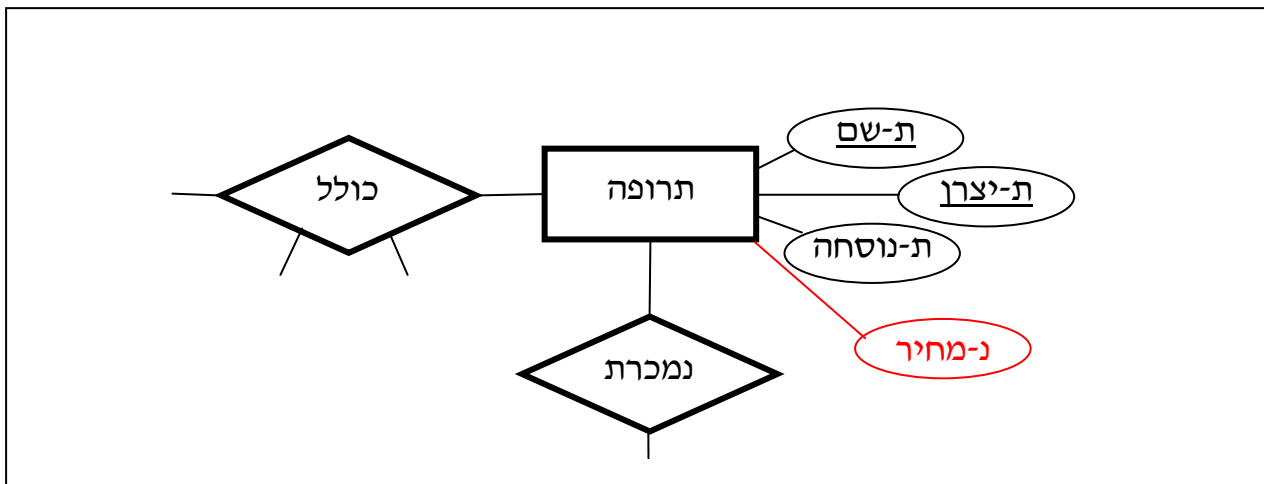 ת-שם
כולל
תרופה
ת-יצרן
ת-נוסחה
נ-מחיר
נמכרת